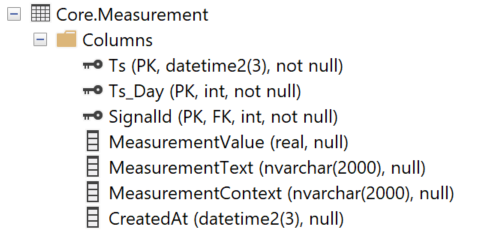 Core.Measurement
Columns
Ts (PK, datetime2(3), not null)
Ts_Day (PK, int, not null)
SignalId (PK, FK, int, not null)
MeasurementValue (real, null)
MeasurementText (nvarchar(2000), null)
MeasurementContext (nvarchar(2000), null)
CreatedAt (datetime2(3), null)